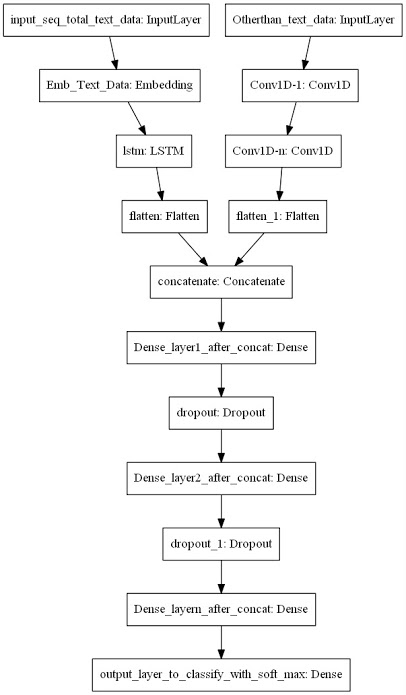 input_seq_total_text_data: InputLayer
Otherthan_text_data: InputLayer
Emb_Text_Data: Embedding
Conv1D-1: Conv1D
lstm: LSTM
Conv1D-n: Conv1D
flatten: Flatten
flatten_1: Flatten
concatenate: Concatenate
Dense_layer1_after_concat: Dense
dropout: Dropout
Dense_layer2_after_concat: Dense
dropout_1: Dropout
Dense_layern_after_concat: Dense
output_layer_to_classify_with_soft_max: Dense